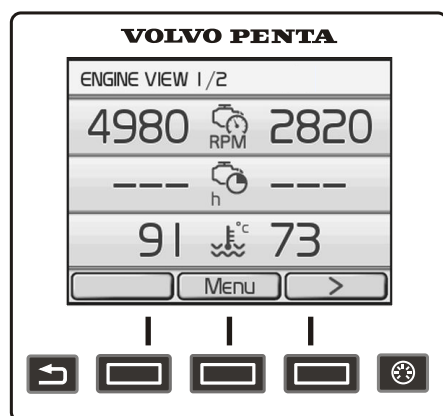 VOLVO PENTA
ENGINE VIEW 1/2
4980 RPM 2820
--- h ---
91 °C 73
Menu >